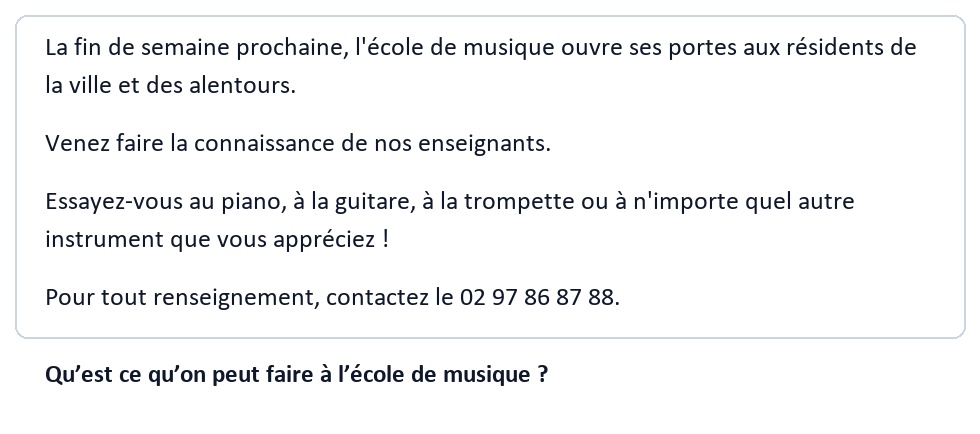 La fin de semaine prochaine, l'école de musique ouvre ses portes aux résidents de
la ville et des alentours.
Venez faire la connaissance de nos enseignants.
Essayez-vous au piano, à la guitare, à la trompette ou à n'importe quel autre
instrument que vous appréciez !
Pour tout renseignement, contactez le 02 97 86 87 88.
Qu’est ce qu’on peut faire à l’école de musique ?